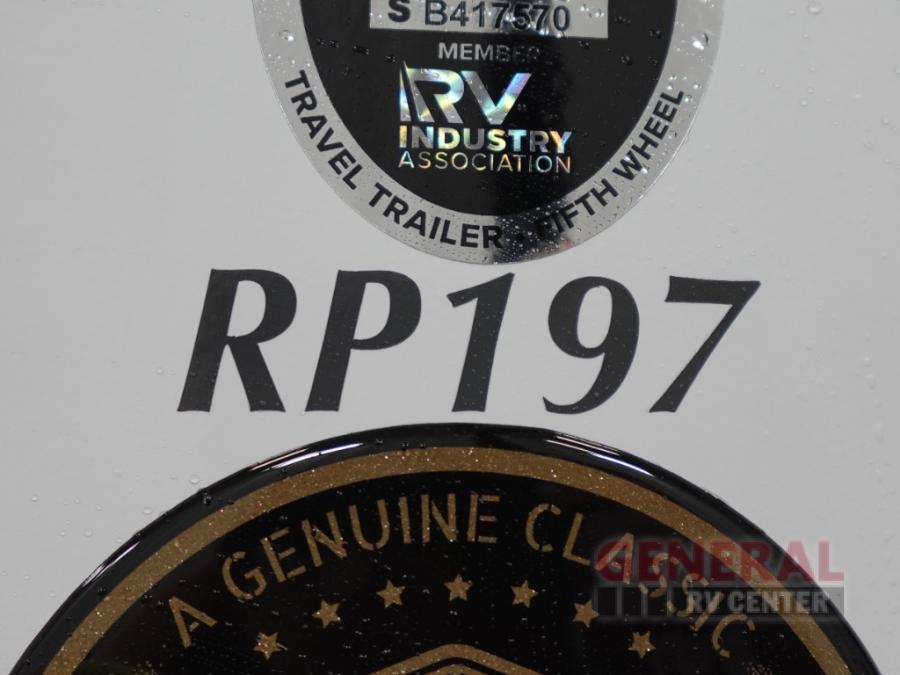 S B417570
MEMBER
RV
INDUSTRY
ASSOCIATION
TRAVEL TRAILER • FIFTH WHEEL
RP197
A GENUINE CLASSIC
GENERAL
RV CENTER